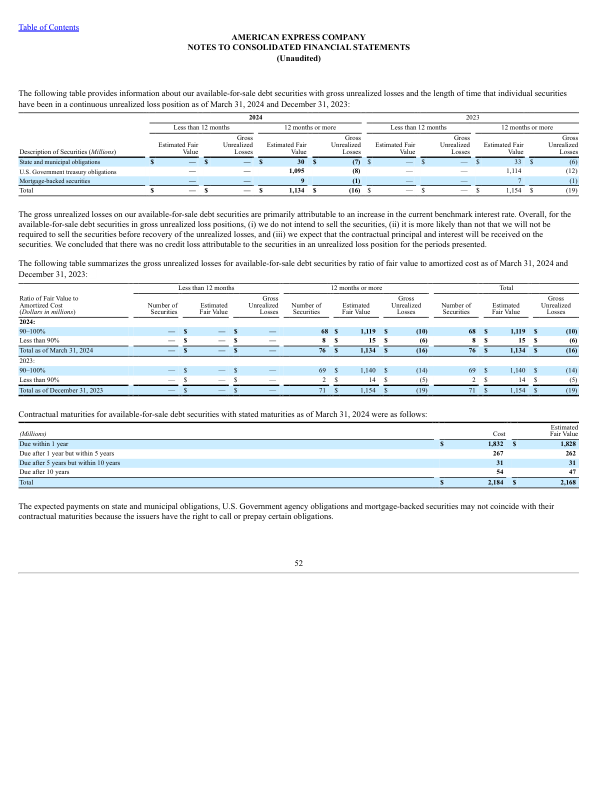 Table of Contents
AMERICAN EXPRESS COMPANY
NOTES TO CONSOLIDATED FINANCIAL STATEMENTS
(Unaudited)
The following table provides information about our available-for-sale debt securities with gross unrealized losses and the length of time that individual securities
have been in a continuous unrealized loss position as of March 31, 2024 and December 31, 2023:
2024 2023
Less than 12 months 12 months or more Less than 12 months 12 months or more
Description of Securities (Millions) Estimated Fair Value Gross Unrealized Losses Estimated Fair Value Gross Unrealized Losses Estimated Fair Value Gross Unrealized Losses Estimated Fair Value Gross Unrealized Losses
State and municipal obligations $ — $ — $ 30 $ (7) $ — $ — $ 33 $ (6)
U.S. Government treasury obligations — — 1,095 (8) — — 1,114 (12)
Mortgage-backed securities — — 9 (1) — — 7 (1)
Total $ — $ — $ 1,134 $ (16) $ — $ — $ 1,154 $ (19)
The gross unrealized losses on our available-for-sale debt securities are primarily attributable to an increase in the current benchmark interest rate. Overall, for the
available-for-sale debt securities in gross unrealized loss positions, (i) we do not intend to sell the securities, (ii) it is more likely than not that we will not be
required to sell the securities before recovery of the unrealized losses, and (iii) we expect that the contractual principal and interest will be received on the
securities. We concluded that there was no credit loss attributable to the securities in an unrealized loss position for the periods presented.
The following table summarizes the gross unrealized losses for available-for-sale debt securities by ratio of fair value to amortized cost as of March 31, 2024 and
December 31, 2023:
Less than 12 months 12 months or more Total
Ratio of Fair Value to Amortized Cost (Dollars in millions) Number of Securities Estimated Fair Value Gross Unrealized Losses Number of Securities Estimated Fair Value Gross Unrealized Losses Number of Securities Estimated Fair Value Gross Unrealized Losses
2024:
90–100% — $ — $ — 68 $ 1,119 $ (10) 68 $ 1,119 $ (10)
Less than 90% — — — 8 15 (6) 8 15 (6)
Total as of March 31, 2024 — $ — $ — 76 $ 1,134 $ (16) 76 $ 1,134 $ (16)
2023:
90–100% — $ — $ — 69 $ 1,140 $ (14) 69 $ 1,140 $ (14)
Less than 90% — — — 2 14 (5) 2 14 (5)
Total as of December 31, 2023 — $ — $ — 71 $ 1,154 $ (19) 71 $ 1,154 $ (19)
Contractual maturities for available-for-sale debt securities with stated maturities as of March 31, 2024 were as follows:
(Millions) Cost Estimated Fair Value
Due within 1 year $ 1,832 $ 1,828
Due after 1 year but within 5 years 267 262
Due after 5 years but within 10 years 31 31
Due after 10 years 54 47
Total $ 2,184 $ 2,168
The expected payments on state and municipal obligations, U.S. Government agency obligations and mortgage-backed securities may not coincide with their
contractual maturities because the issuers have the right to call or prepay certain obligations.
52